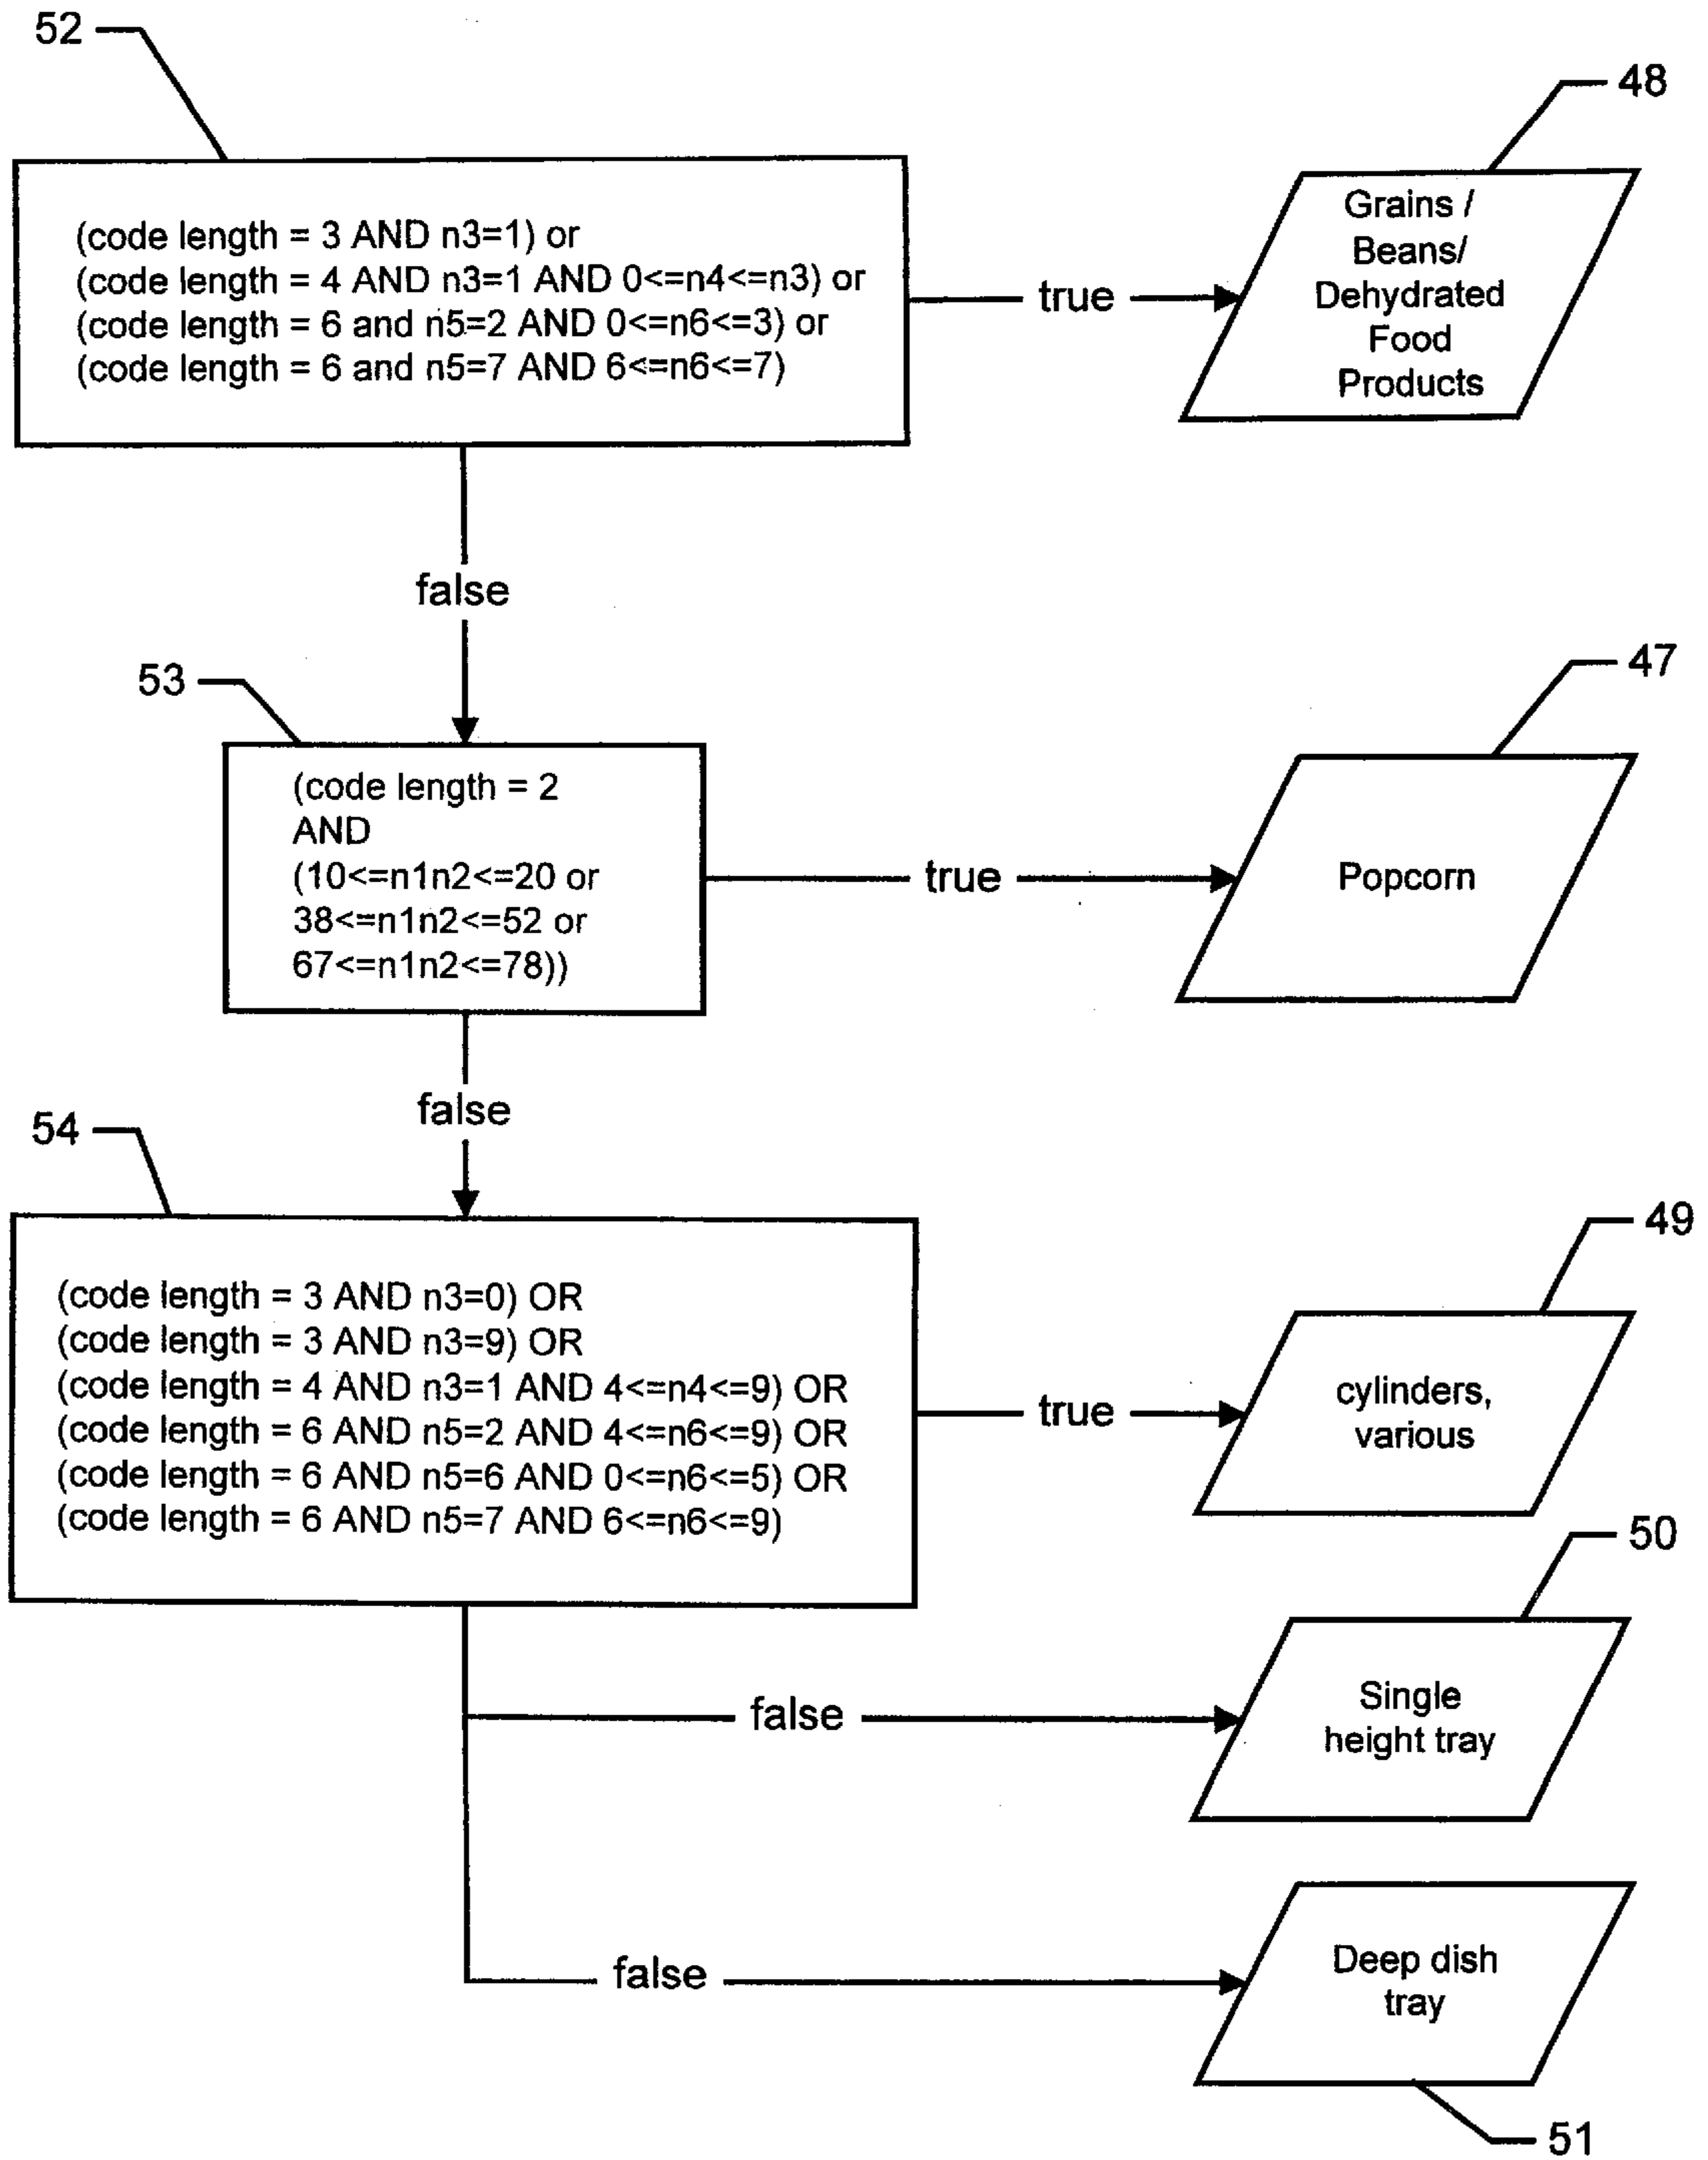 52
48
(code length = 3 AND n3=1) or
(code length = 4 AND n3=1 AND 0<=n4<=n3) or
(code length = 6 and n5=2 AND 0<=n6<=3) or
(code length = 6 and n5=7 AND 6<=n6<=7)
true
Grains /
Beans/
Dehydrated
Food
Products
false
53
47
(code length = 2
AND
(10<=n1n2<=20 or
38<=n1n2<=52 or
67<=n1n2<=78))
true
Popcorn
false
54
49
(code length = 3 AND n3=0) OR
(code length = 3 AND n3=9) OR
(code length = 4 AND n3=1 AND 4<=n4<=9) OR
(code length = 6 AND n5=2 AND 4<=n6<=9) OR
(code length = 6 AND n5=6 AND 0<=n6<=5) OR
(code length = 6 AND n5=7 AND 6<=n6<=9)
true
cylinders,
various
50
false
Single
height tray
false
Deep dish
tray
51